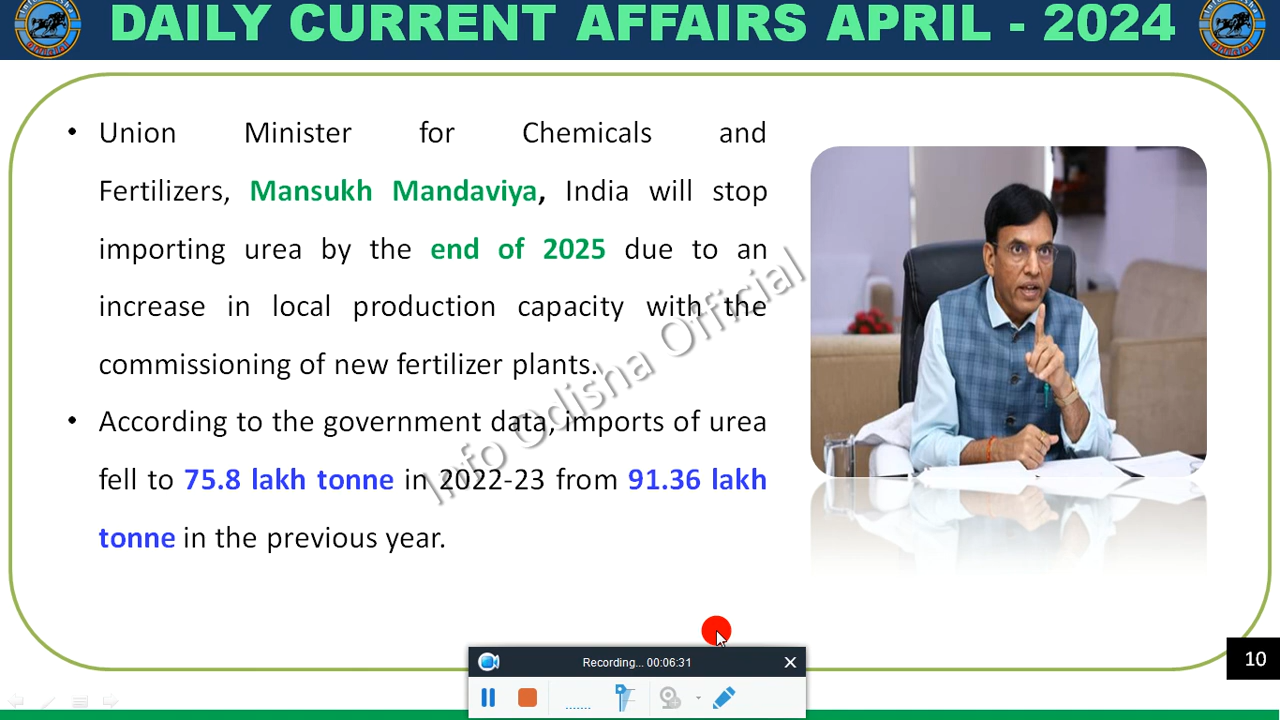 DAILY CURRENT AFFAIRS APRIL - 2024
• Union Minister for Chemicals and
Fertilizers, Mansukh Mandaviya, India will stop
importing urea by the end of 2025 due to an
increase in local production capacity with the
commissioning of new fertilizer plants.
• According to the government data, imports of urea
fell to 75.8 lakh tonne in 2022-23 from 91.36 lakh
tonne in the previous year.
Info Odisha Official
10
Recording... 00:06:31